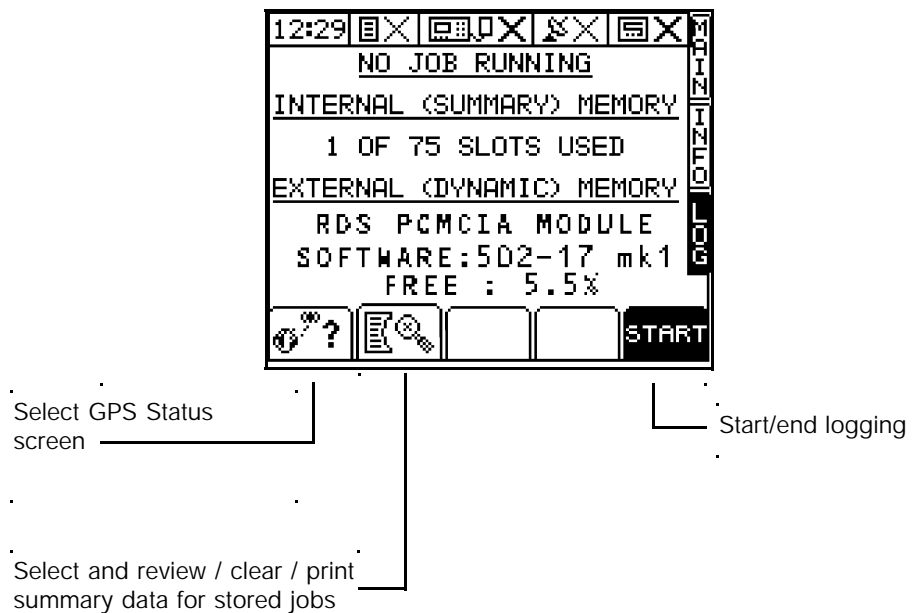 12:29
NO JOB RUNNING
INTERNAL (SUMMARY) MEMORY
1 OF 75 SLOTS USED
EXTERNAL (DYNAMIC) MEMORY
RDS PCMCIA MODULE
SOFTWARE:5D2-17 mk1
FREE : 5.5%
?
START
MAIN
INFO
LOG
Select GPS Status
screen
Start/end logging
Select and review / clear / print
summary data for stored jobs